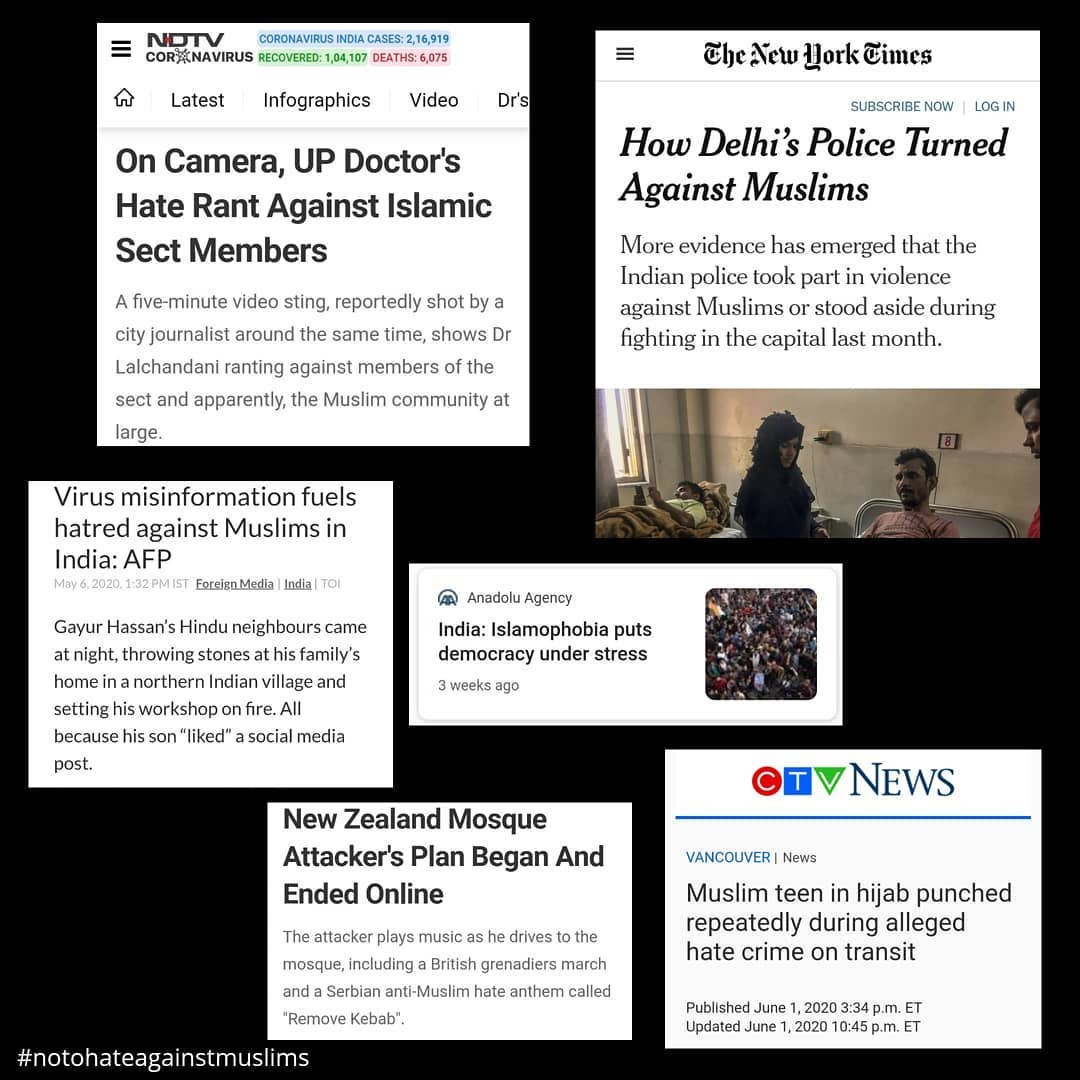 NDTV
CORONAVIRUS
CORONAVIRUS INDIA CASES: 2,16,919
RECOVERED: 1,04,107 DEATHS: 6,075
Latest Infographics Video Dr's
On Camera, UP Doctor's
Hate Rant Against Islamic
Sect Members
A five-minute video sting, reportedly shot by a
city journalist around the same time, shows Dr
Lalchandani ranting against members of the
sect and apparently, the Muslim community at
large.
The New York Times
SUBSCRIBE NOW | LOG IN
How Delhi's Police Turned
Against Muslims
More evidence has emerged that the
Indian police took part in violence
against Muslims or stood aside during
fighting in the capital last month.
8
Virus misinformation fuels
hatred against Muslims in
India: AFP
May 6, 2020, 1:32 PM IST Foreign Media | India | TOI
Gayur Hassan's Hindu neighbours came
at night, throwing stones at his family's
home in a northern Indian village and
setting his workshop on fire. All
because his son "liked" a social media
post.
Anadolu Agency
India: Islamophobia puts
democracy under stress
3 weeks ago
New Zealand Mosque
Attacker's Plan Began And
Ended Online
The attacker plays music as he drives to the
mosque, including a British grenadiers march
and a Serbian anti-Muslim hate anthem called
"Remove Kebab".
CTV NEWS
VANCOUVER | News
Muslim teen in hijab punched
repeatedly during alleged
hate crime on transit
Published June 1, 2020 3:34 p.m. ET
Updated June 1, 2020 10:45 p.m. ET
#notohateagainstmuslims